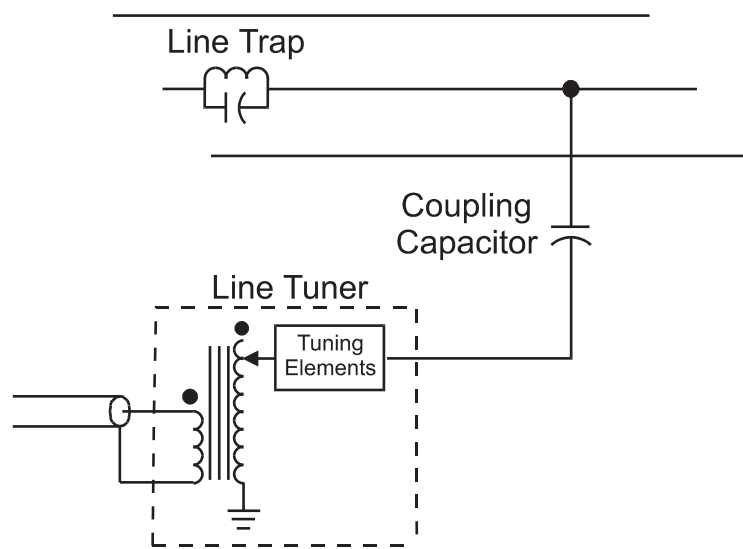 Line Trap
Coupling
Capacitor
Line Tuner
Tuning
Elements